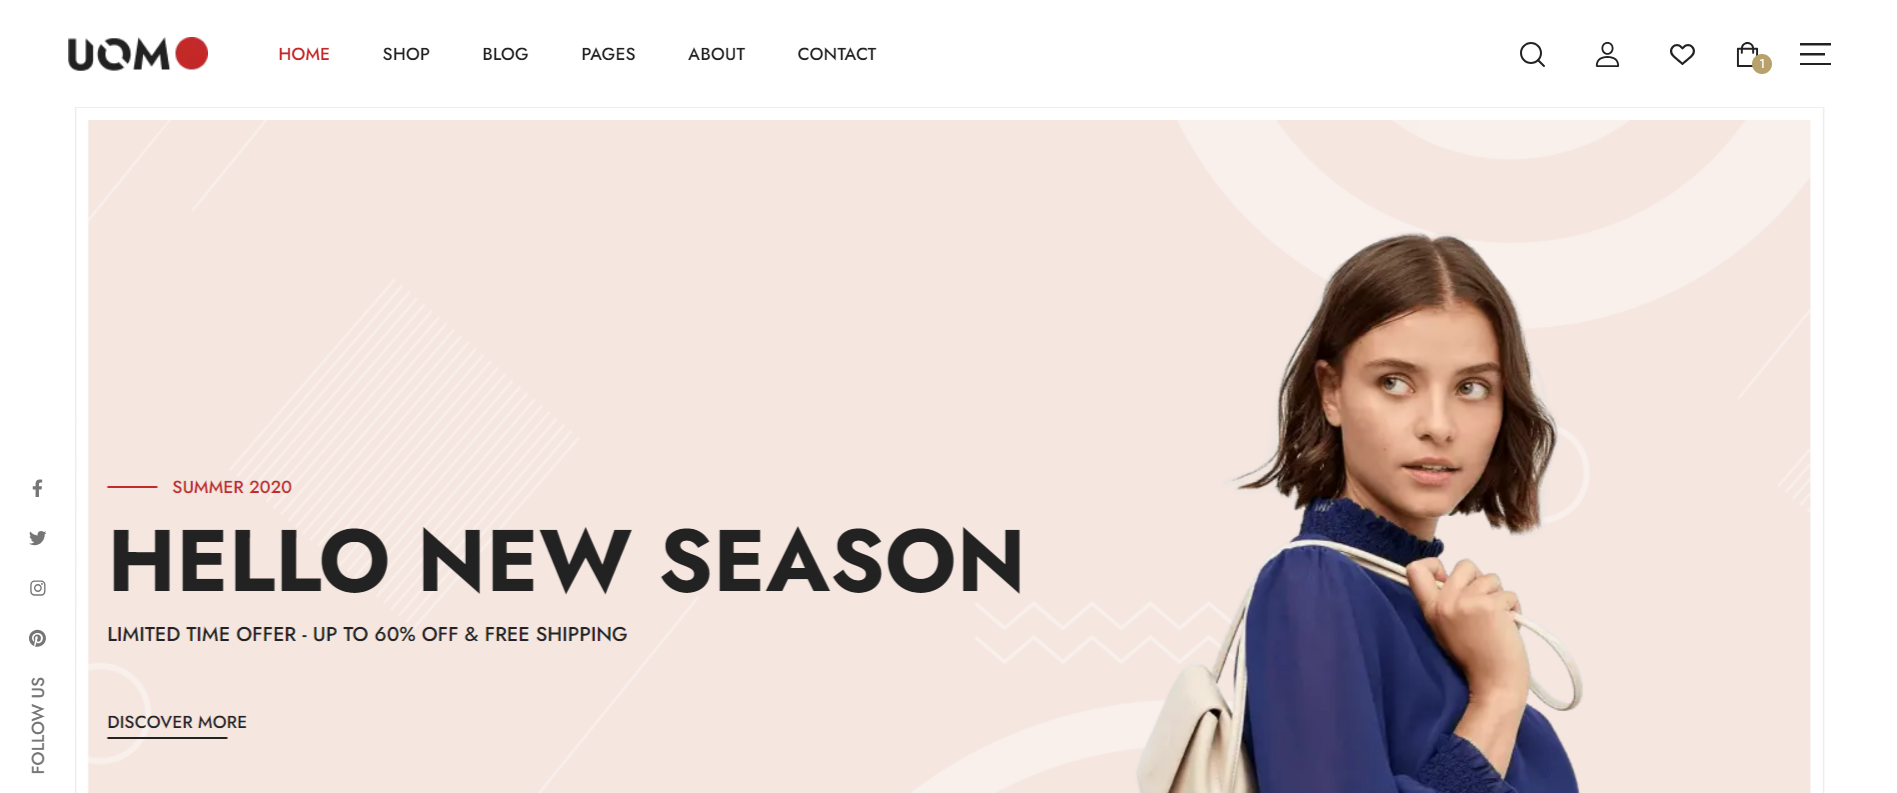 UOMO
HOME SHOP BLOG PAGES ABOUT CONTACT
1
SUMMER 2020
HELLO NEW SEASON
LIMITED TIME OFFER - UP TO 60% OFF & FREE SHIPPING
DISCOVER MORE
FOLLOW US